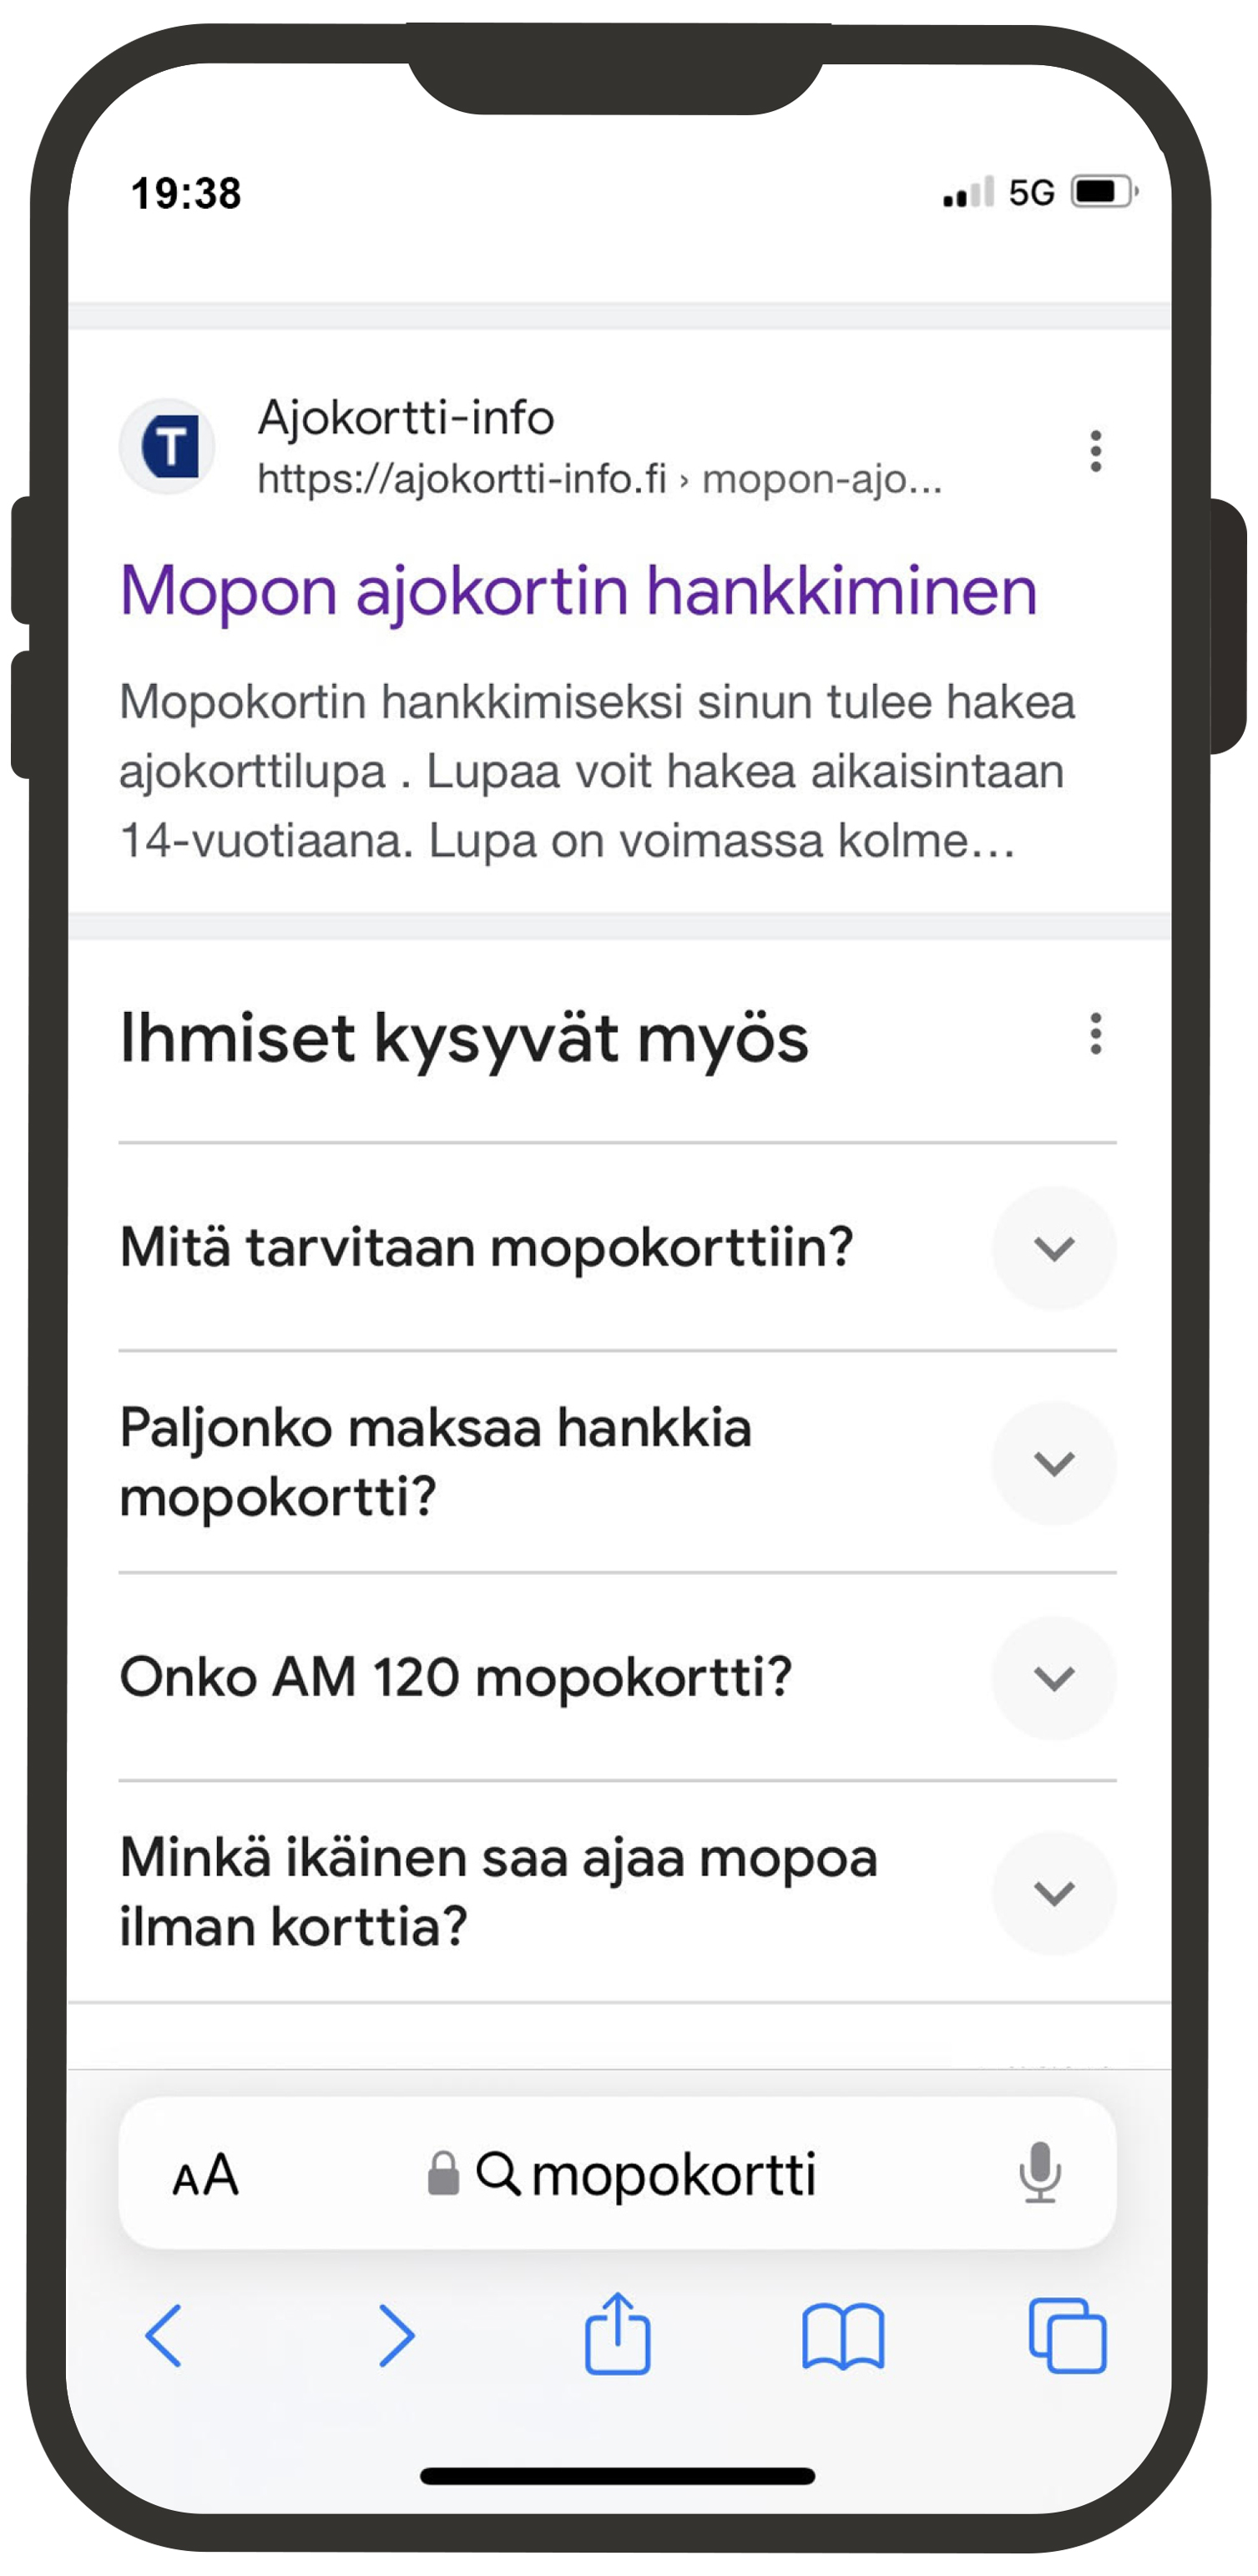 19:38 5G
T
Ajokortti-info
https://ajokortti-info.fi › mopon-ajo...
Mopon ajokortin hankkiminen
Mopokortin hankkimiseksi sinun tulee hakea
ajokorttilupa . Lupaa voit hakea aikaisintaan
14-vuotiaana. Lupa on voimassa kolme...
Ihmiset kysyvät myös
Mitä tarvitaan mopokorttiin?
Paljonko maksaa hankkia
mopokortti?
Onko AM 120 mopokortti?
Minkä ikäinen saa ajaa mopoa
ilman korttia?
AA mopokortti